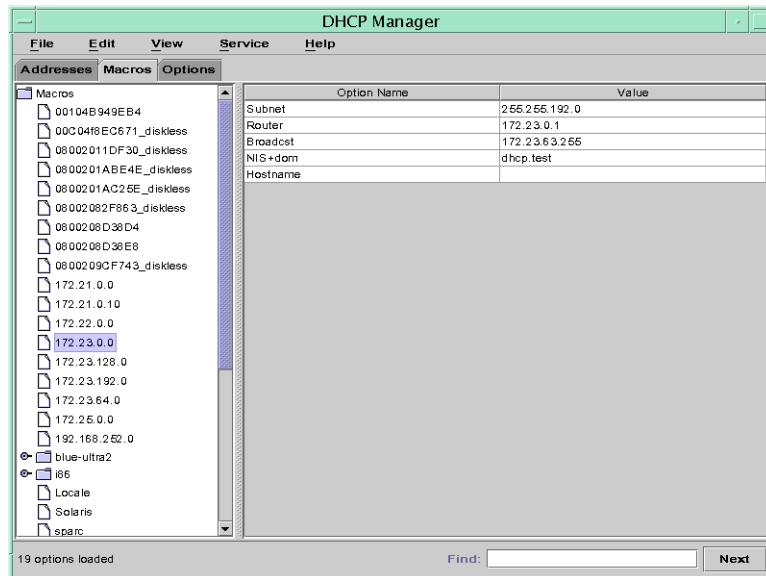 DHCP Manager
File Edit View Service Help
Addresses Macros Options
Macros
00104B949EB4
00C04f8EC671_diskless
08002011DF30_diskless
0800201ABE4E_diskless
0800201AC25E_diskless
08002082F863_diskless
0800208D38D4
0800208D38E8
0800209CF743_diskless
172.21.0.0
172.21.0.10
172.22.0.0
172.23.0.0
172.23.128.0
172.23.192.0
172.23.64.0
172.25.0.0
192.168.252.0
blue-ultra2
i86
Locale
Solaris
sparc
Option Name Value
Subnet 255.255.192.0
Router 172.23.0.1
Broadcst 172.23.63.255
NIS+dom dhcp.test
Hostname
19 options loaded
Find:
Next